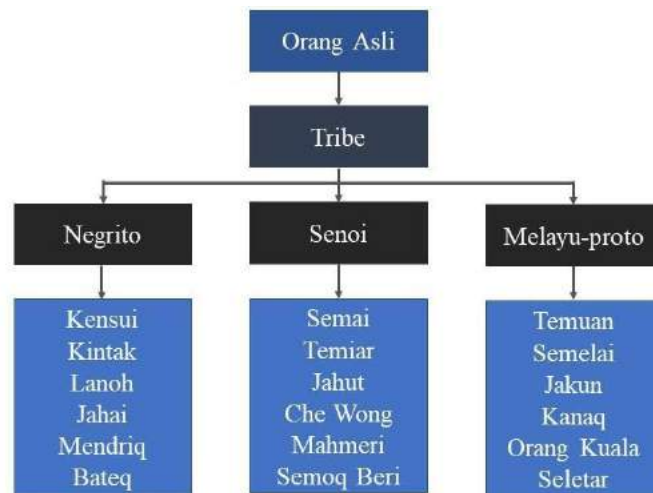 Orang Asli
Tribe
Negrito
Senoi
Melayu-proto
Kensui
Kintak
Lanoh
Jahai
Mendriq
Bateq
Semai
Temiar
Jahut
Che Wong
Mahmeri
Semoq Beri
Temuan
Semelai
Jakun
Kanaq
Orang Kuala
Seletar